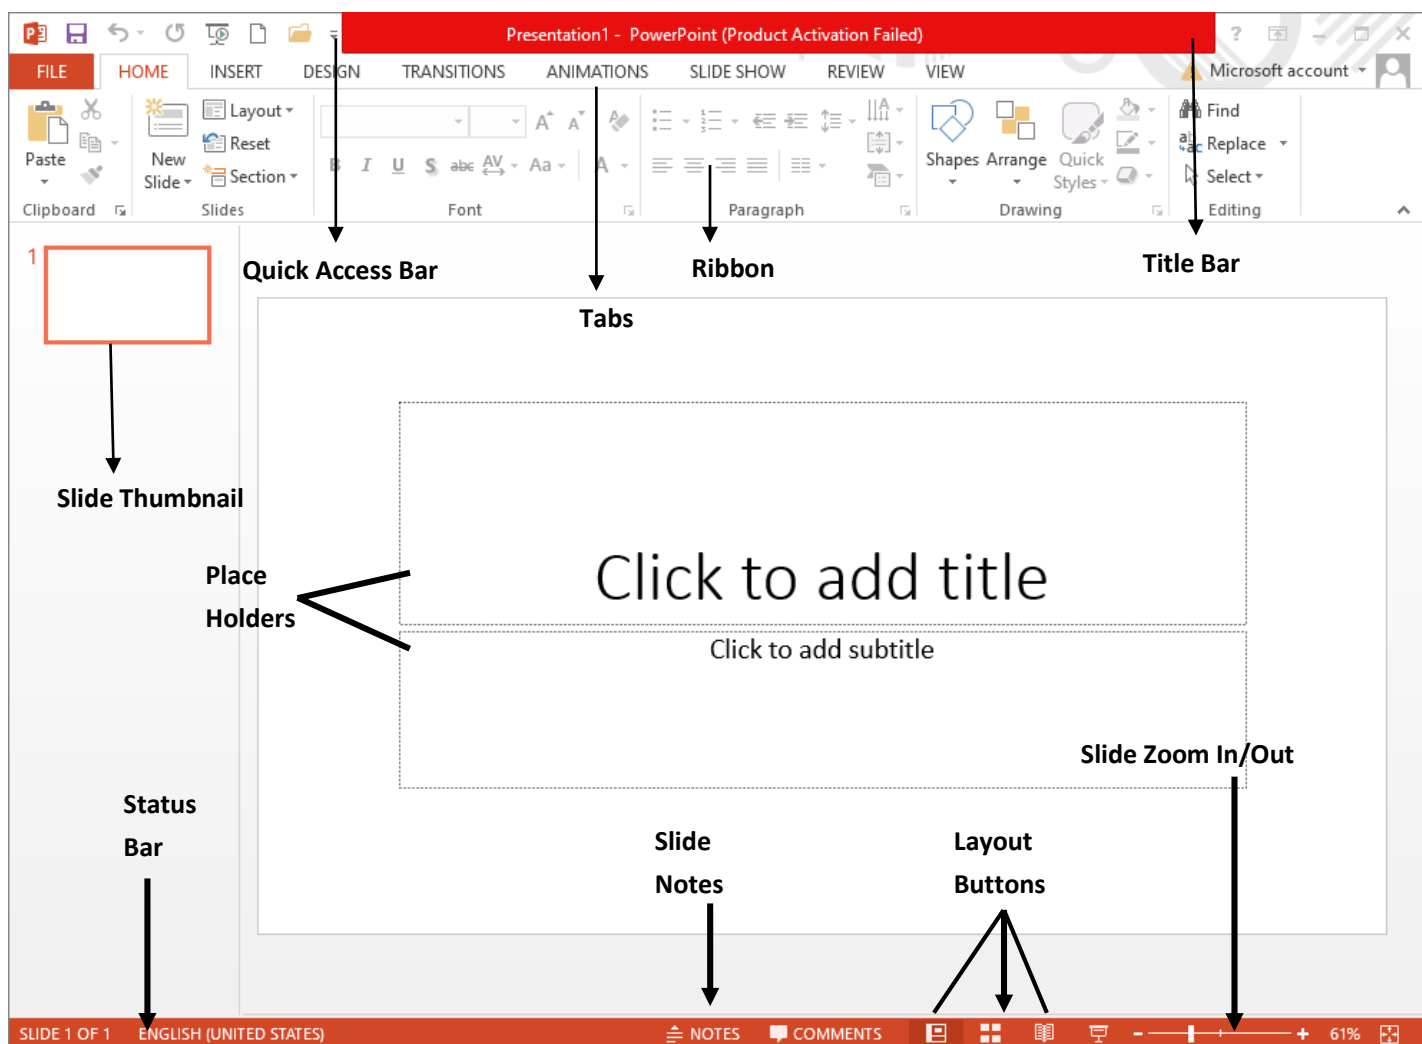 Presentation1 - PowerPoint (Product Activation Failed)
?
FILE HOME INSERT DESIGN TRANSITIONS ANIMATIONS SLIDE SHOW REVIEW VIEW Microsoft account
Paste
New
Slide
Layout
Reset
Section
B I U S abc AV Aa A
A A
Shapes Arrange Quick
Styles
Find
Replace
Select
Clipboard Slides Font Paragraph Drawing Editing
1
Quick Access Bar
Tabs
Ribbon
Title Bar
Slide Thumbnail
Place
Holders
Click to add title
Click to add subtitle
Slide Zoom In/Out
Status
Bar
Slide
Notes
Layout
Buttons
SLIDE 1 OF 1 ENGLISH (UNITED STATES) NOTES COMMENTS - + 61%